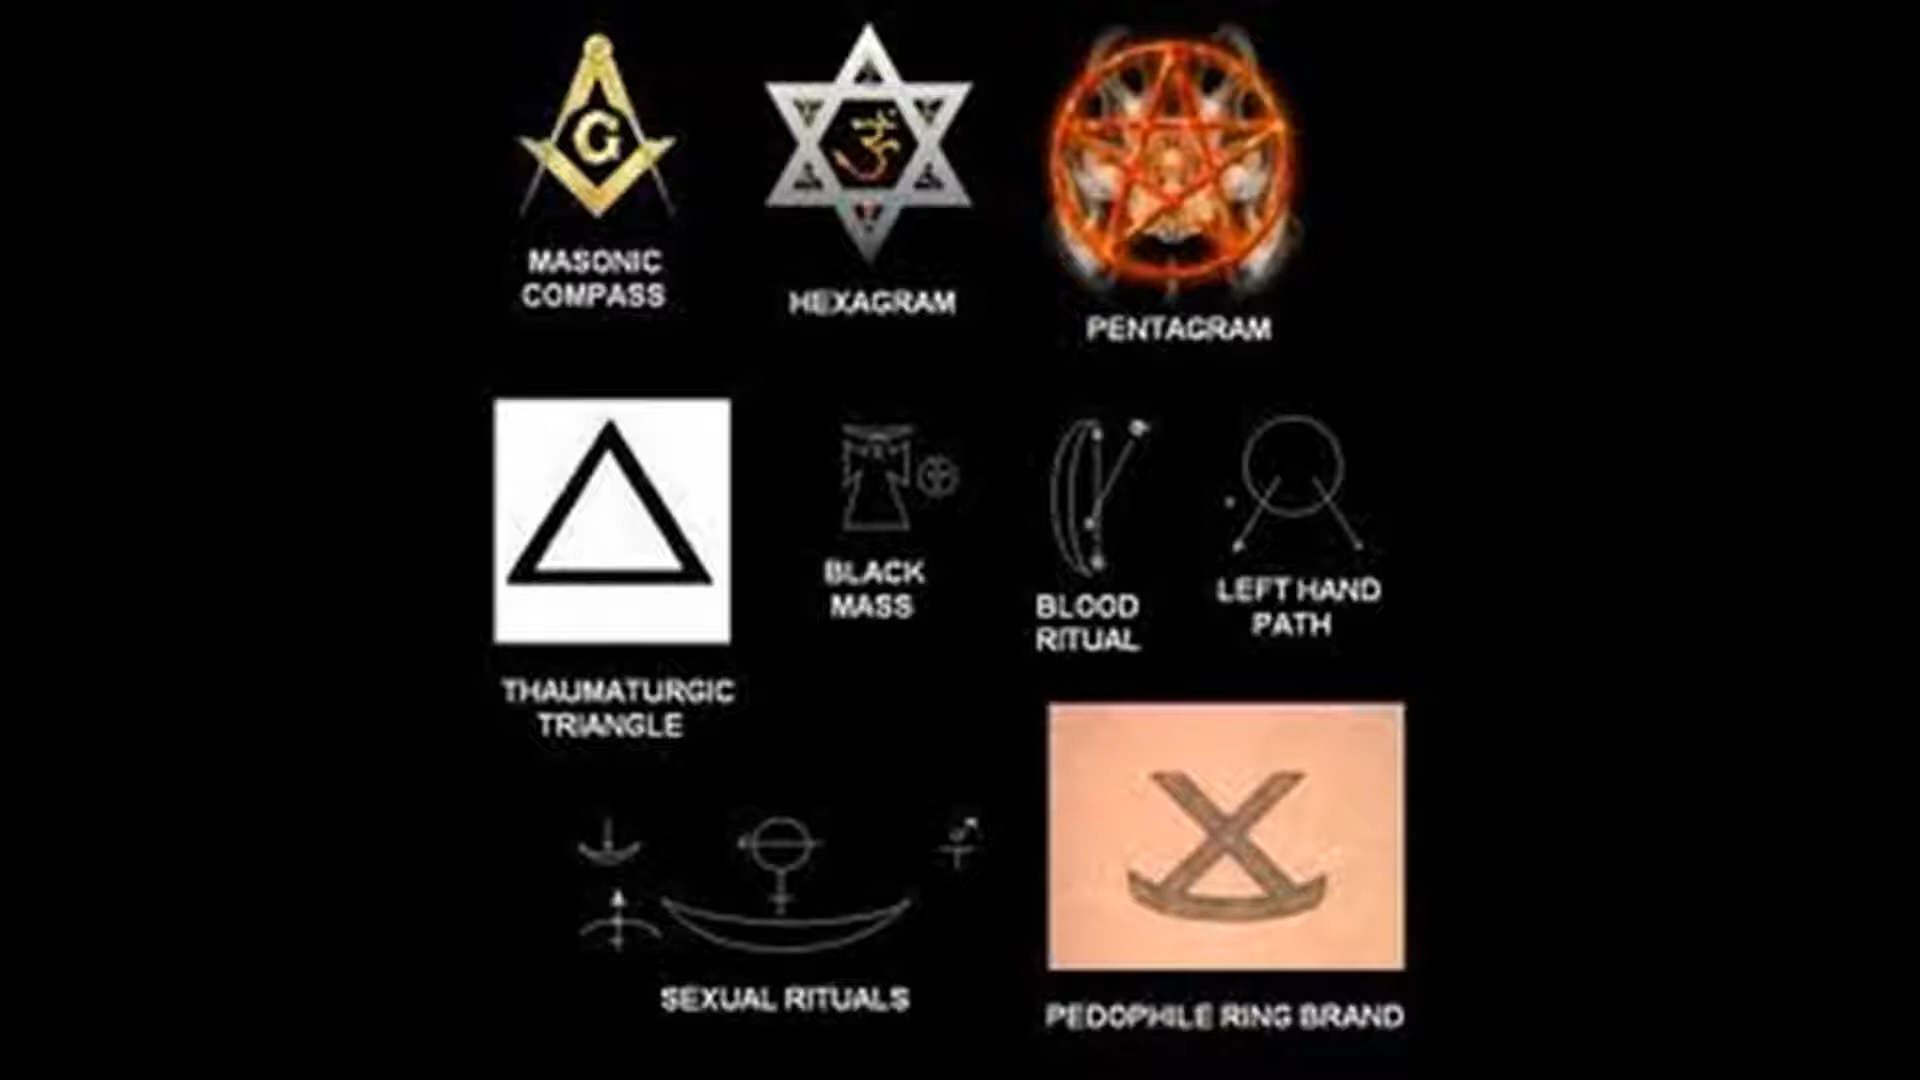 G
ॐ
MASONIC
COMPASS
HEXAGRAM
PENTAGRAM
THAUMATURGIC
TRIANGLE
BLACK
MASS
BLOOD
RITUAL
LEFT HAND
PATH
SEXUAL RITUALS
PEDOPHILE RING BRAND